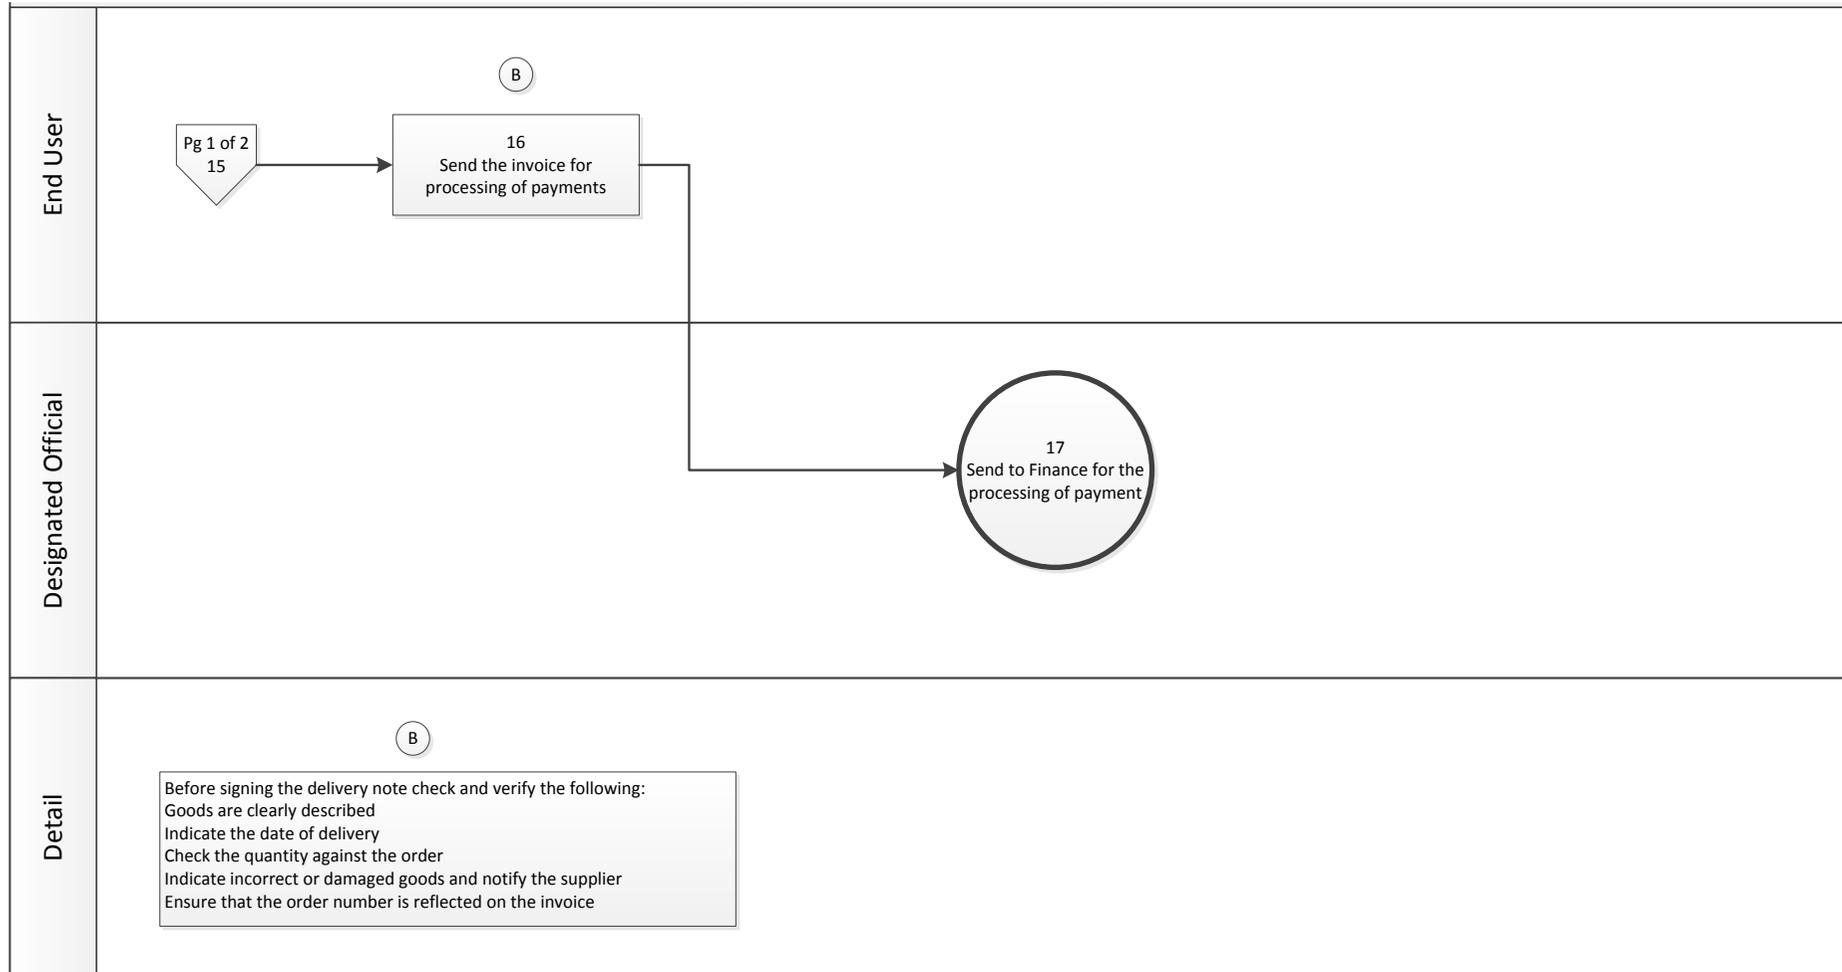 End User
B
Pg 1 of 2
15
16
Send the invoice for
processing of payments
Designated Official
17
Send to Finance for the
processing of payment
Detail
B
Before signing the delivery note check and verify the following:
Goods are clearly described
Indicate the date of delivery
Check the quantity against the order
Indicate incorrect or damaged goods and notify the supplier
Ensure that the order number is reflected on the invoice